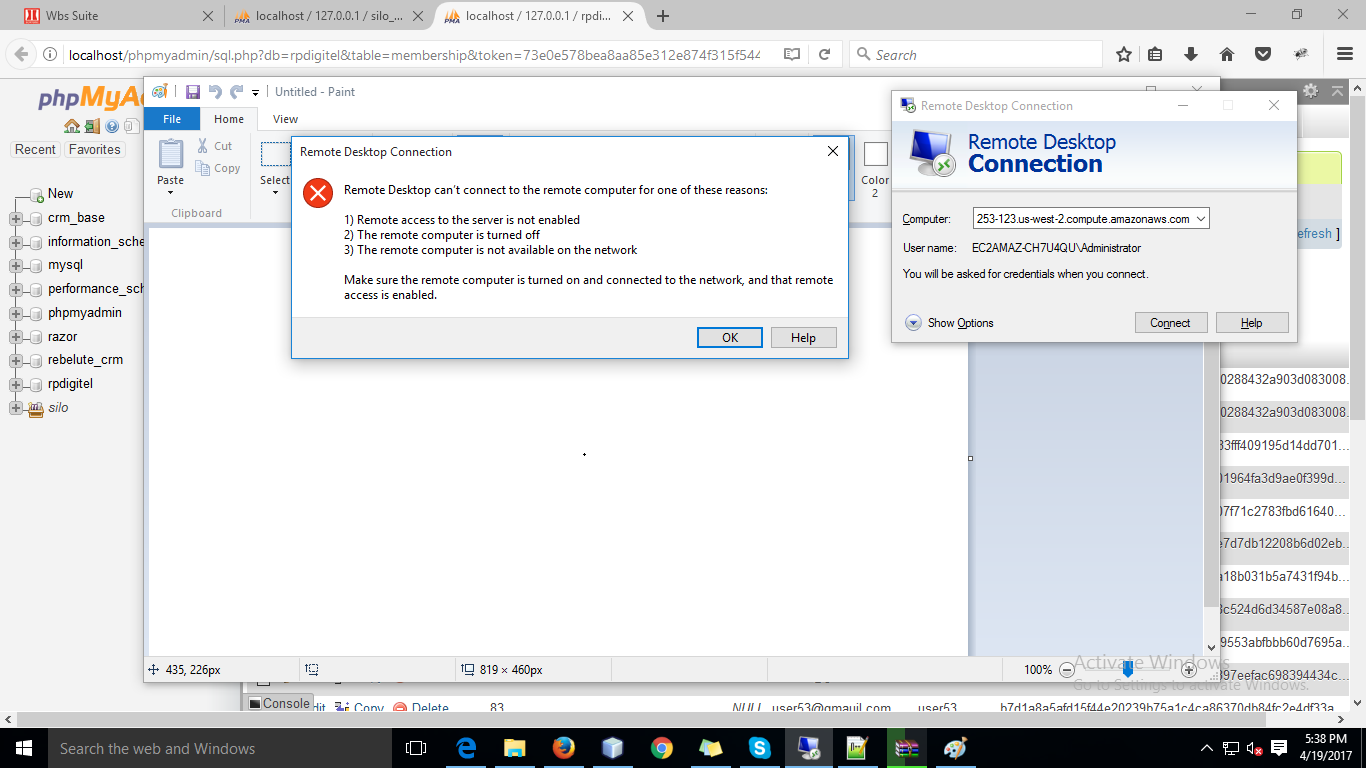 Wbs Suite
localhost / 127.0.0.1 / silo_...
localhost / 127.0.0.1 / rpdi...
localhost/phpmyadmin/sql.php?db=rpdigitel&table=membership&token=73e0e578bea8aa85e312e874f315f544
Search
phpMyAd
Recent
Favorites
New
crm_base
information_sche
mysql
performance_sch
phpmyadmin
razor
rebelute_crm
rpdigitel
silo
Untitled - Paint
File
Home
View
Paste
Cut
Copy
Clipboard
Select
Color
2
Remote Desktop Connection
Remote Desktop can't connect to the remote computer for one of these reasons:
1) Remote access to the server is not enabled
2) The remote computer is turned off
3) The remote computer is not available on the network
Make sure the remote computer is turned on and connected to the network, and that remote
access is enabled.
OK
Help
Remote Desktop Connection
Remote Desktop
Connection
Computer:
253-123.us-west-2.compute.amazonaws.com
User name:
EC2AMAZ-CH7U4QU\Administrator
You will be asked for credentials when you connect.
Show Options
Connect
Help
efresh ]
0288432a903d083008...
0288432a903d083008...
33fff409195d14dd701...
01964fa3d9ae0f399d...
07f71c2783fbd61640...
e7d7db12208b6d02eb...
a18b031b5a7431f94b...
3c524d6d34587e08a8...
9553abfbbb60d7695a...
397eefac698394434c...
435, 226px
819 × 460px
100%
Activate Windows
Go to Settings to activate Windows.
Console
dit
Copy
Delete
83
NULL
user53@gmauil.com
user53
b7d1a8a5afd15f44e20239b75a1c4ca86370db84fc2e4df33a
Search the web and Windows
5:38 PM
4/19/2017